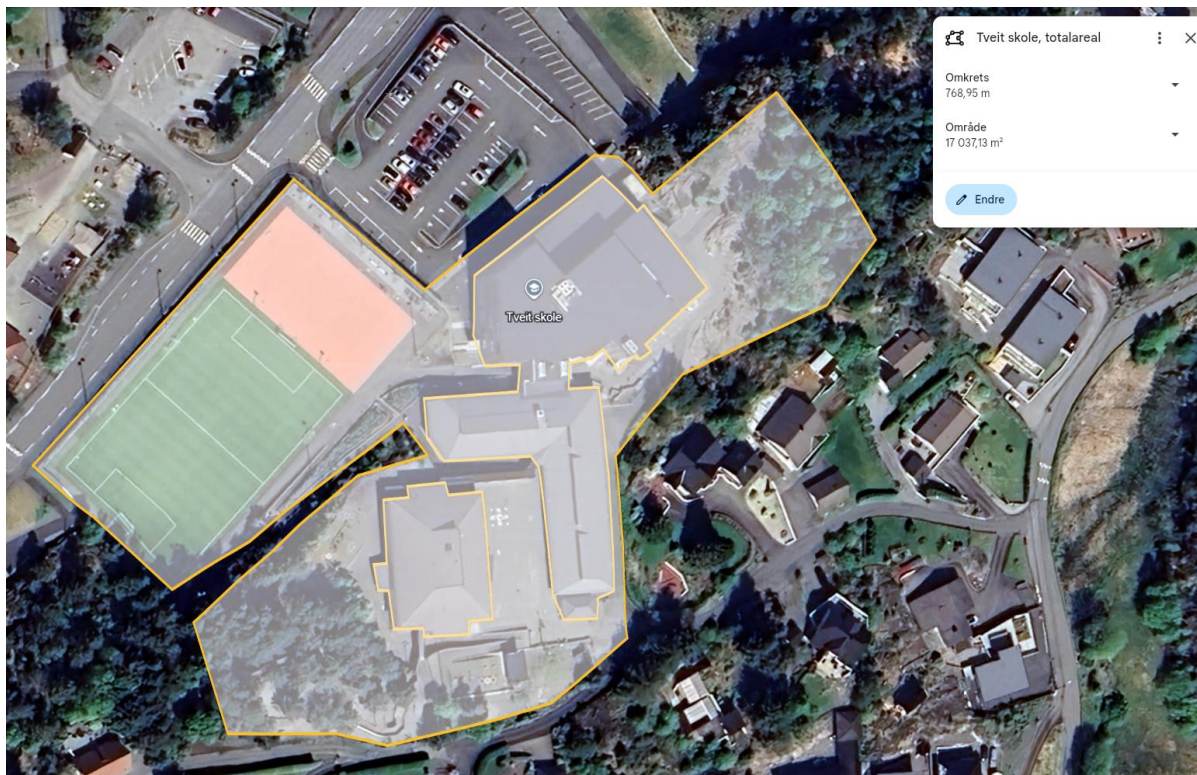 Tveit skole, totalareal
Omkrets
768,95 m
Område
17 037,13 m²
Endre
Tveit skole